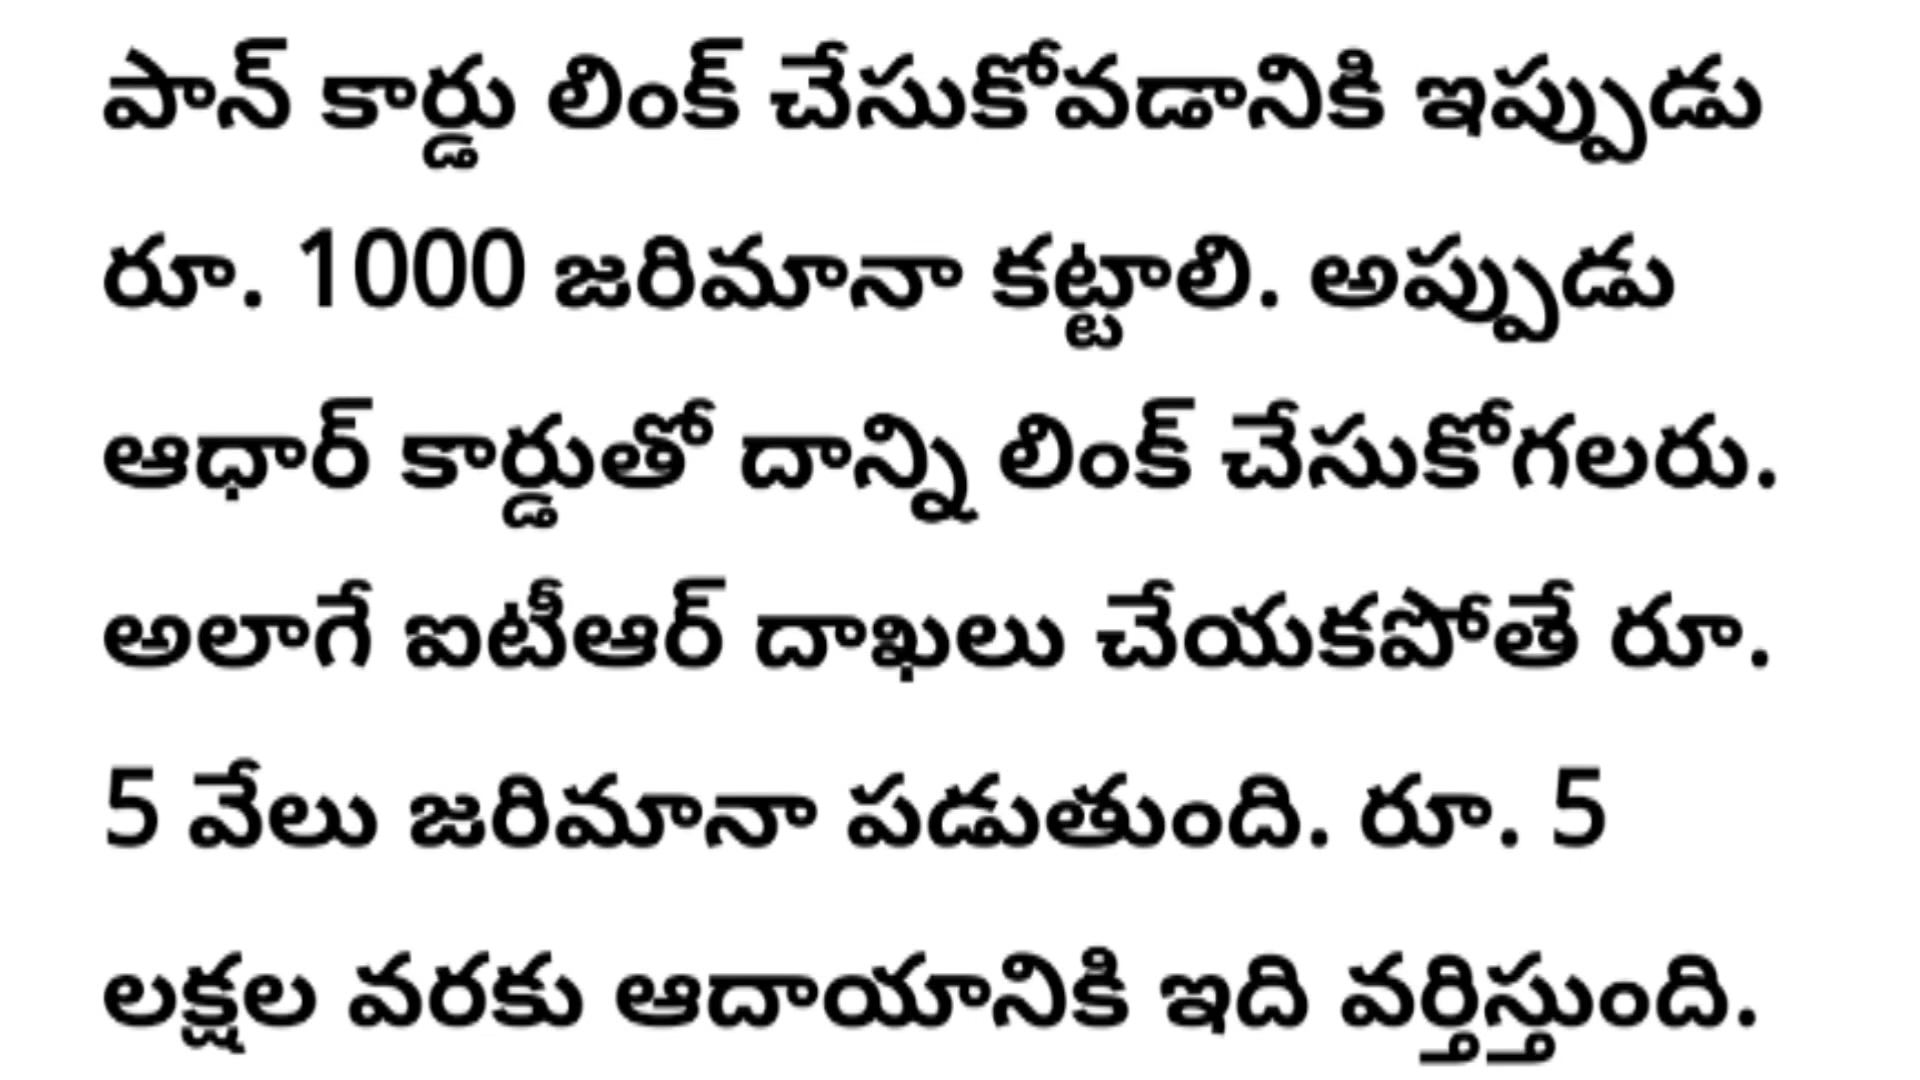 పాన్ కార్డు లింక్ చేసుకోవడానికి ఇప్పుడు
రూ. 1000 జరిమానా కట్టాలి. అప్పుడు
ఆధార్ కార్డుతో దాన్ని లింక్ చేసుకోగలరు.
అలాగే ఐటీఆర్ దాఖలు చేయకపోతే రూ.
5 వేలు జరిమానా పడుతుంది. రూ. 5
లక్షల వరకు ఆదాయానికి ఇది వర్తిస్తుంది.